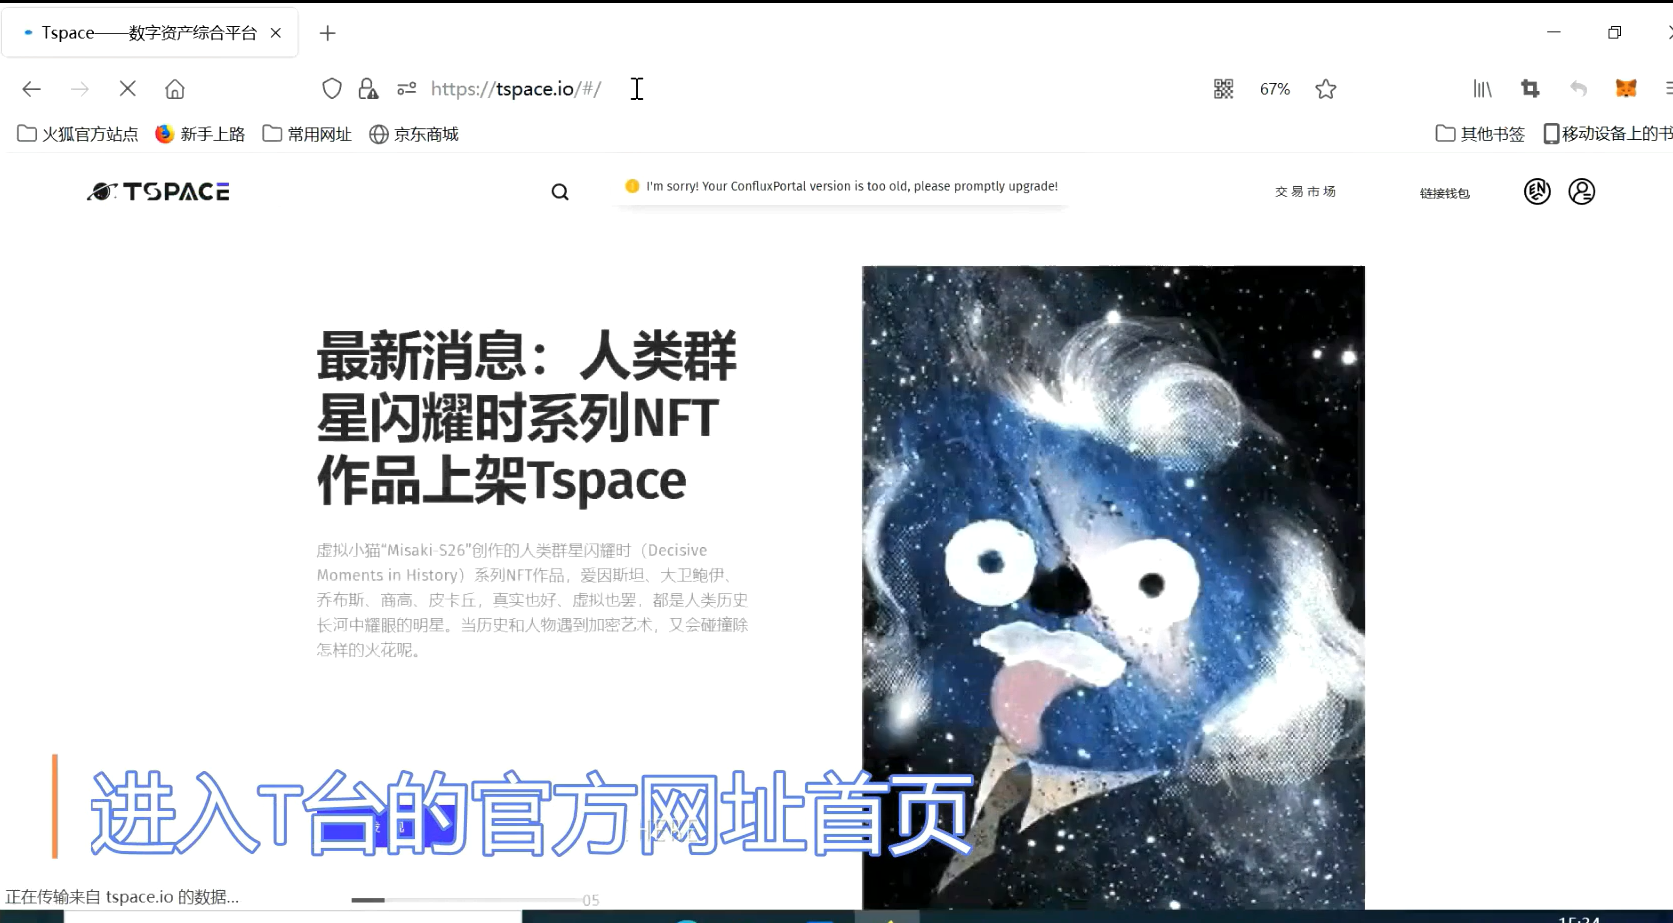 Tspace——数字资产综合平台
https://tspace.io/#/
67%
火狐官方站点
新手上路
常用网址
京东商城
其他书签
移动设备上的书
TSPACE
I'm sorry! Your ConfluxPortal version is too old, please promptly upgrade!
交易市场
链接钱包
EN
最新消息：人类群
星闪耀时系列NFT
作品上架Tspace
虚拟小猫“Misaki-S26”创作的人类群星闪耀时（Decisive
Moments in History）系列NFT作品，爱因斯坦、大卫鲍伊、
乔布斯、商高、皮卡丘，真实也好、虚拟也罢，都是人类历史
长河中耀眼的明星。当历史和人物遇到加密艺术，又会碰撞除
怎样的火花呢。
进入T台的官方网址首页
正在传输来自 tspace.io 的数据...
05